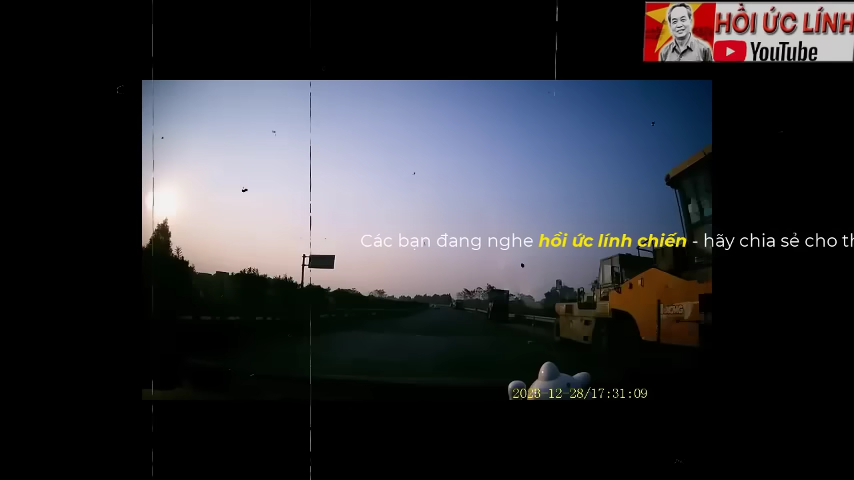 HỒI ỨC LÍNH
YouTube
Các bạn đang nghe hồi ức lính chiến - hãy chia sẻ cho th
2023-12-28/17:31:09